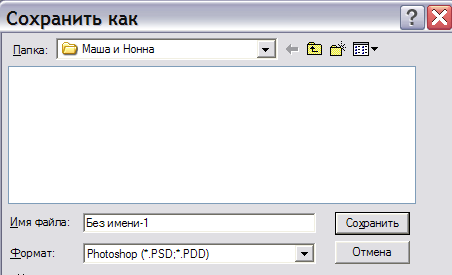 Сохранить как
Папка: Маша и Нонна
Имя файла: Без имени-1 Сохранить
Формат: Photoshop (*.PSD;*.PDD) Отмена